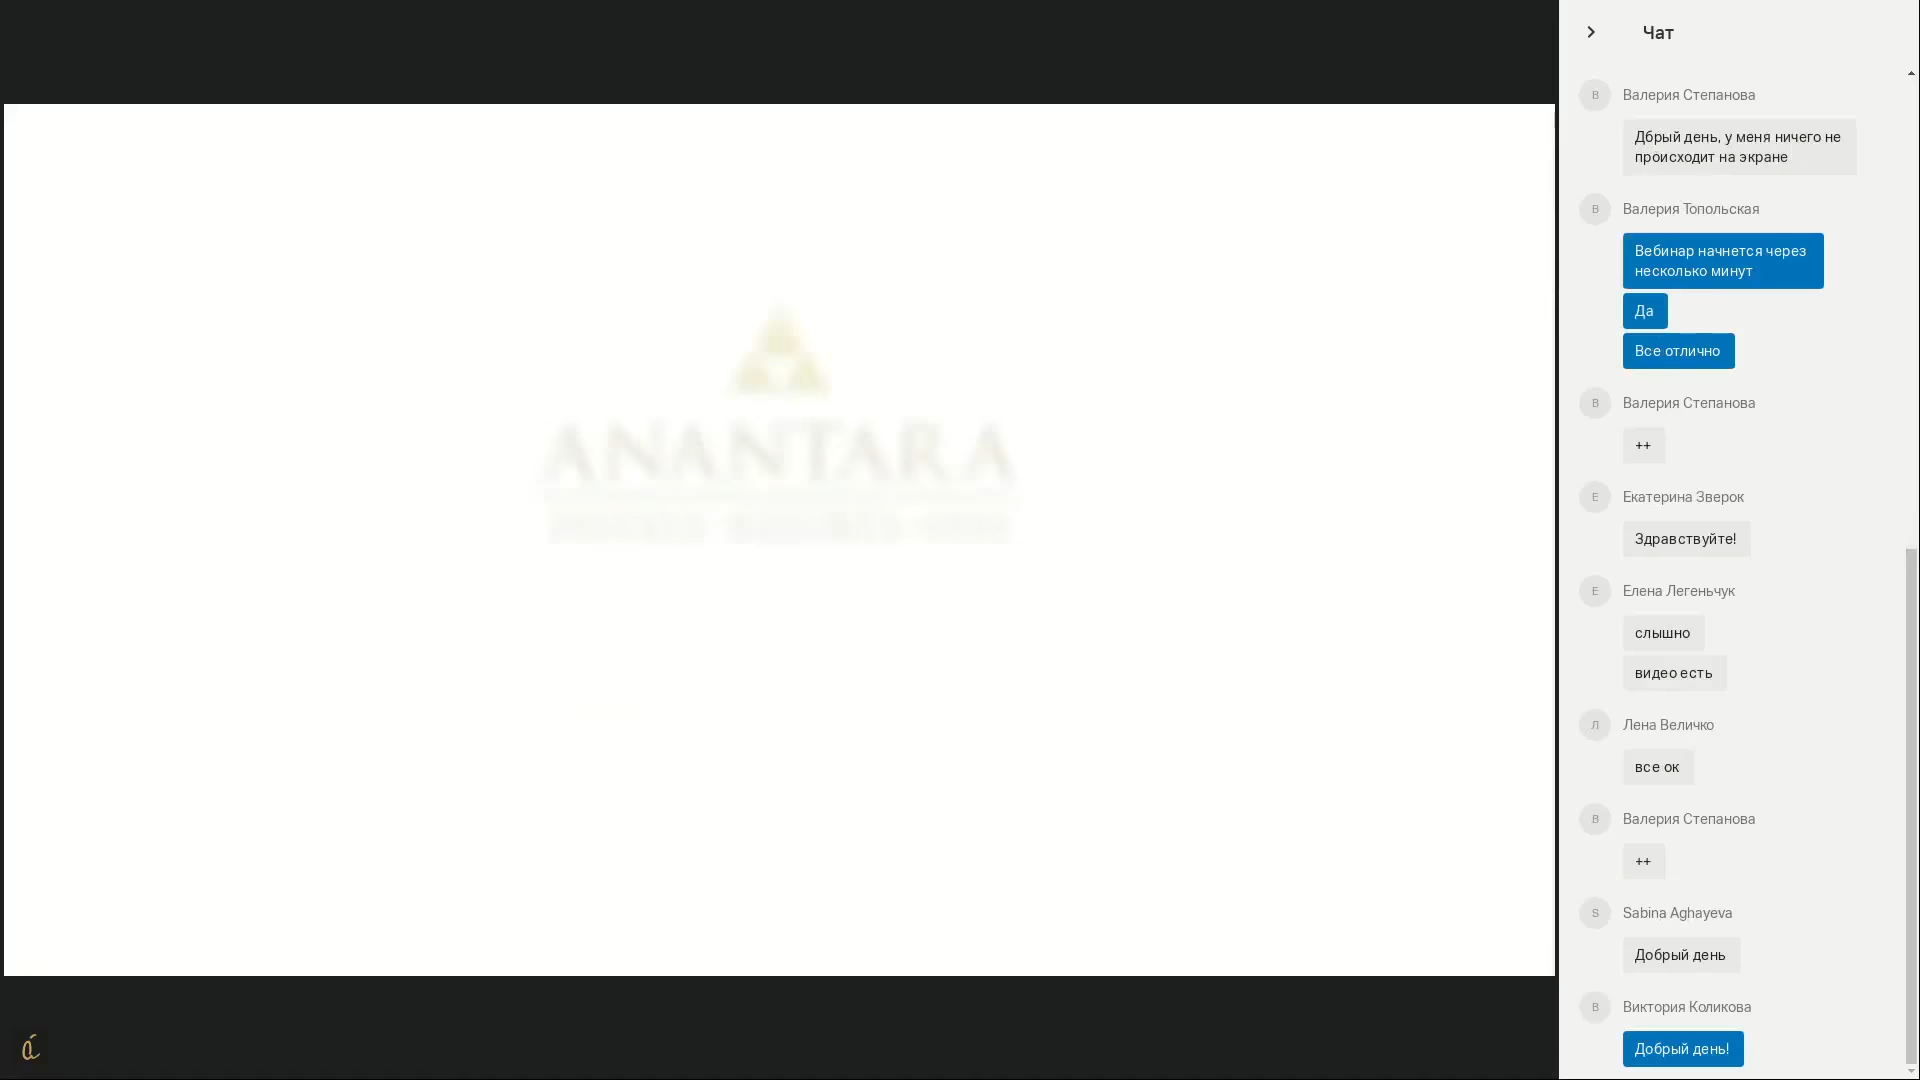 ANANTARA
Чат
В
Валерия Степанова
Дбрый день, у меня ничего не
происходит на экране
В
Валерия Топольская
Вебинар начнется через
несколько минут
Да
Все отлично
В
Валерия Степанова
++
Е
Екатерина Зверок
Здравствуйте!
Е
Елена Легеньчук
слышно
видео есть
Л
Лена Величко
все ок
В
Валерия Степанова
++
S
Sabina Aghayeva
Добрый день
В
Виктория Коликова
Добрый день!